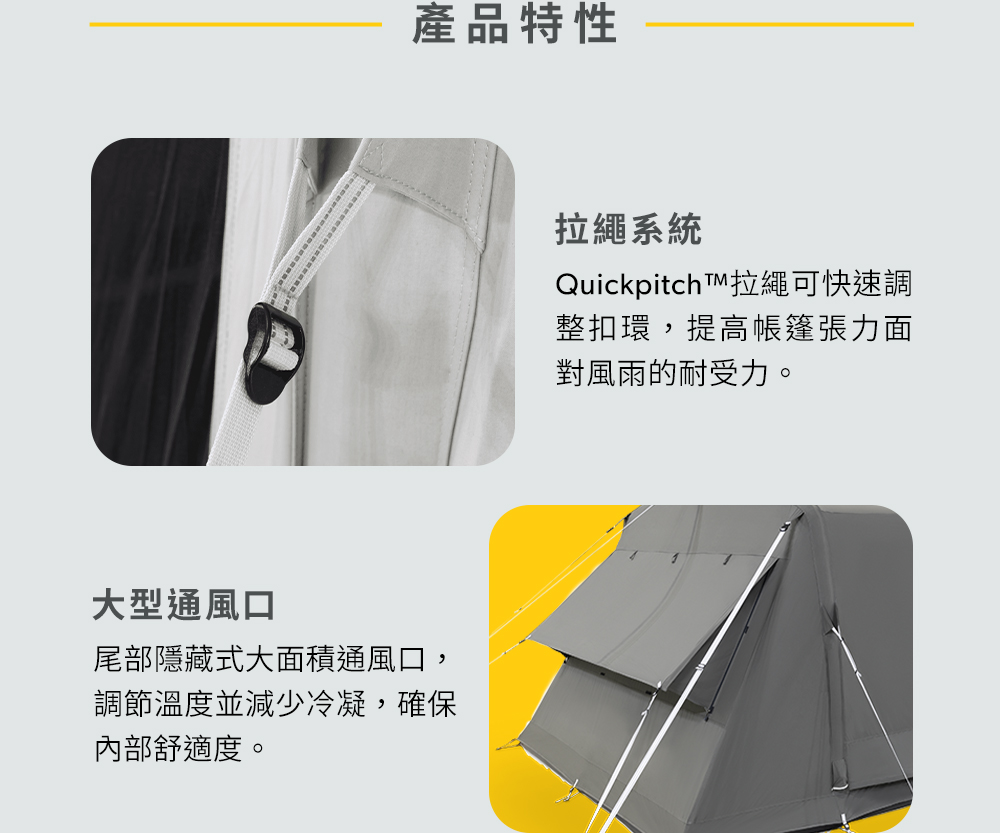 產品特性
拉繩系統
Quickpitch™拉繩可快速調
整扣環，提高帳篷張力面
對風雨的耐受力。
大型通風口
尾部隱藏式大面積通風口，
調節溫度並減少冷凝，確保
內部舒適度。